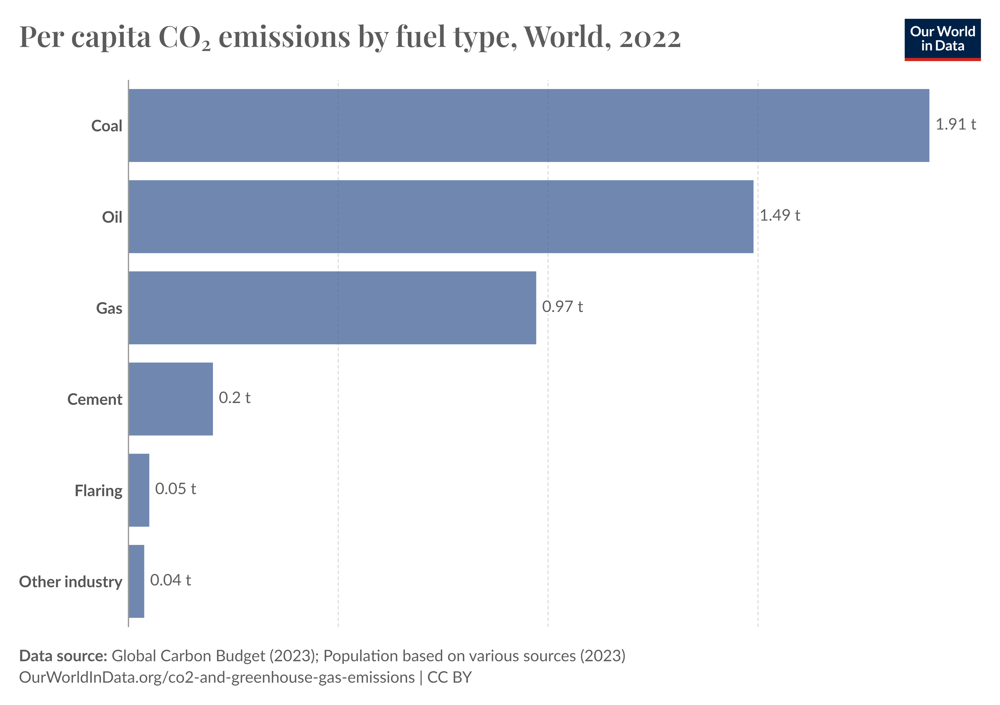 Per capita CO₂ emissions by fuel type, World, 2022
Our World
in Data
Coal
1.91 t
Oil
1.49 t
Gas
0.97 t
Cement
0.2 t
Flaring
0.05 t
Other industry
0.04 t
Data source: Global Carbon Budget (2023); Population based on various sources (2023)
OurWorldInData.org/co2-and-greenhouse-gas-emissions | CC BY